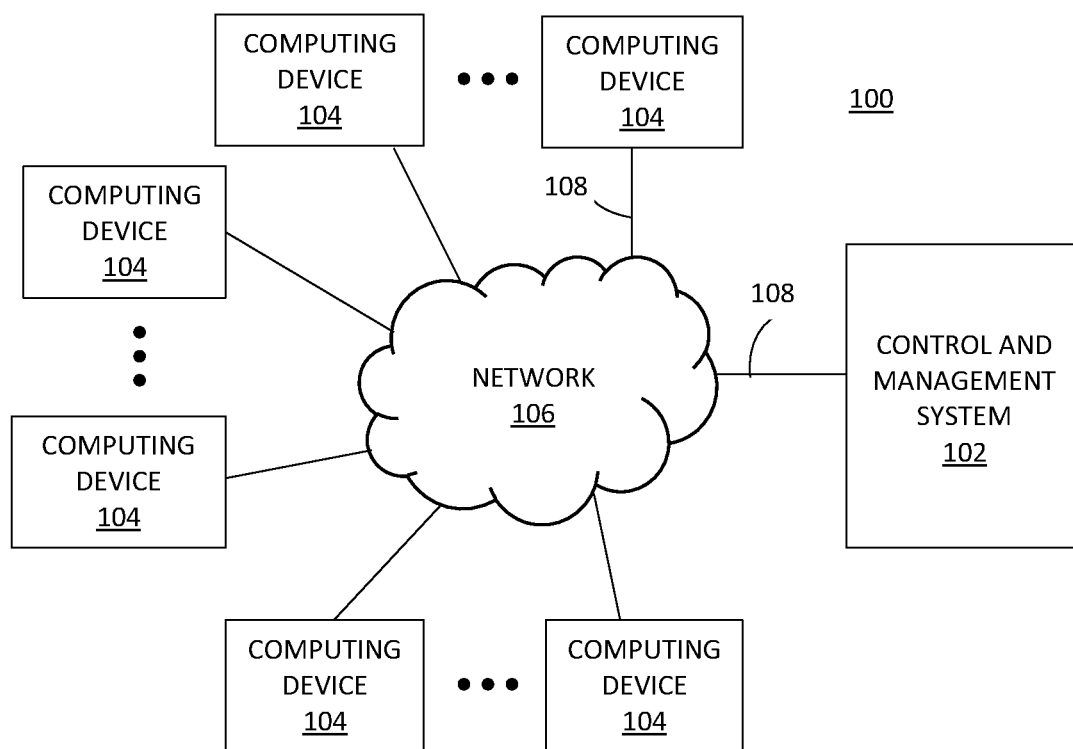 COMPUTING
DEVICE
104
COMPUTING
DEVICE
104
100
COMPUTING
DEVICE
104
108
108
CONTROL AND
MANAGEMENT
SYSTEM
102
NETWORK
106
COMPUTING
DEVICE
104
COMPUTING
DEVICE
104
COMPUTING
DEVICE
104